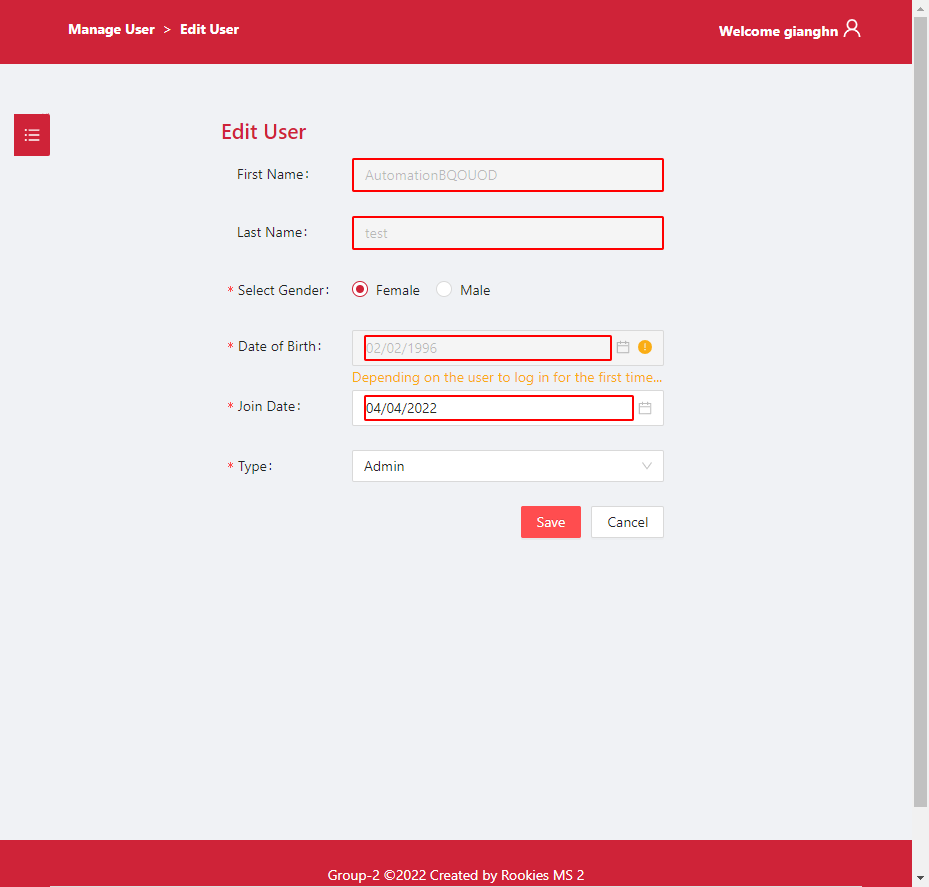 Manage User > Edit User
Welcome gianghn
Edit User
First Name:
AutomationBQOUOD
Last Name:
test
* Select Gender:
Female
Male
* Date of Birth:
02/02/1996
Depending on the user to log in for the first time...
* Join Date:
04/04/2022
* Type:
Admin
Save
Cancel
Group-2 ©2022 Created by Rookies MS 2